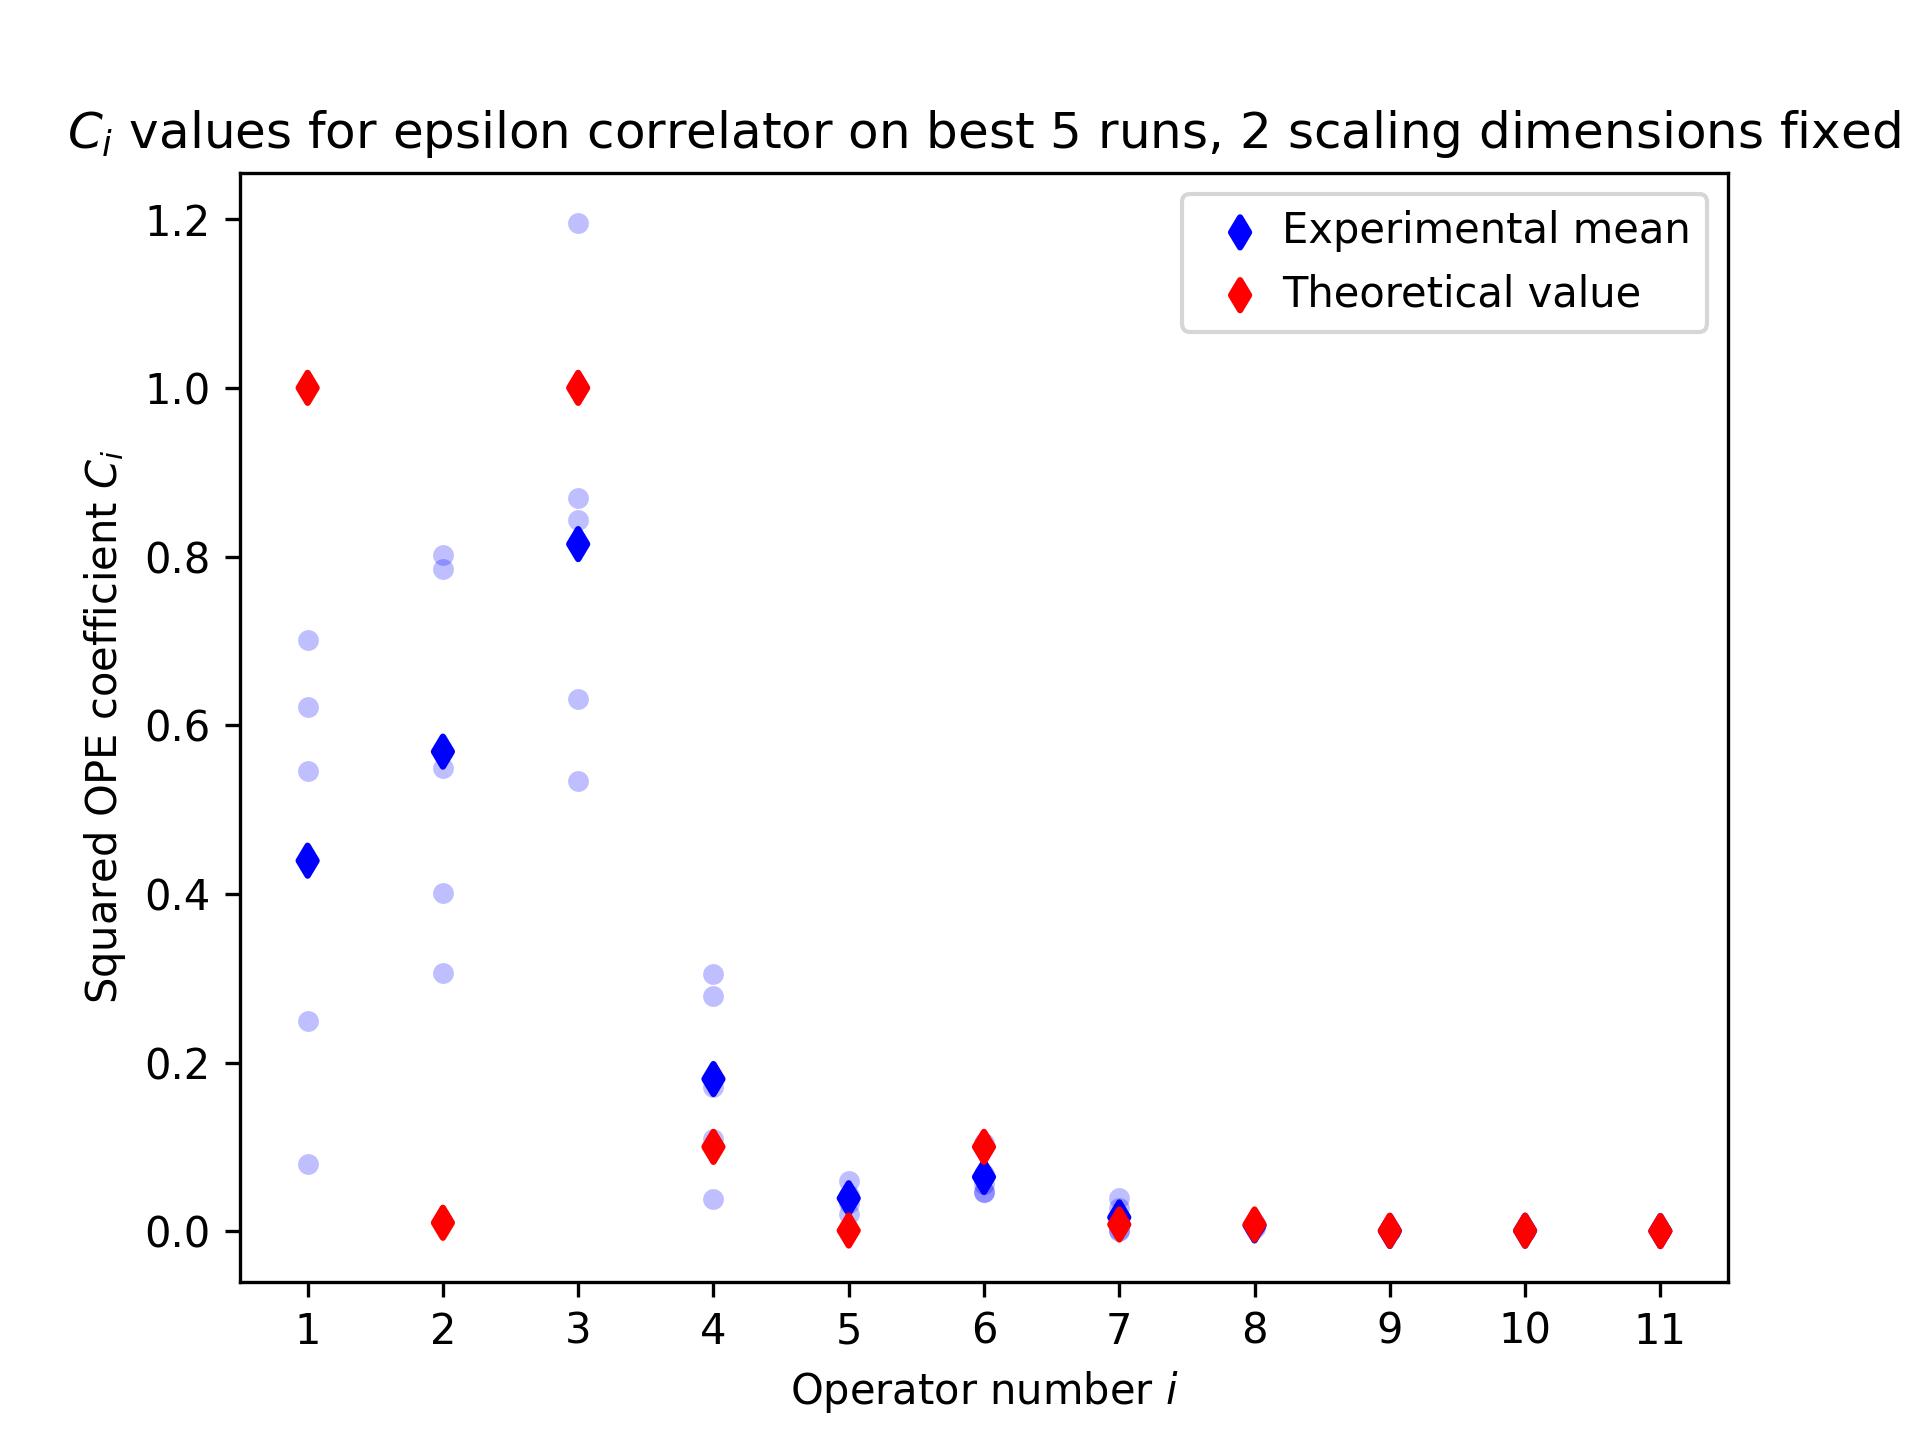 C_i values for epsilon correlator on best 5 runs, 2 scaling dimensions fixed
Experimental mean
Theoretical value
Squared OPE coefficient C_i
1.2
1.0
0.8
0.6
0.4
0.2
0.0
1 2 3 4 5 6 7 8 9 10 11
Operator number i